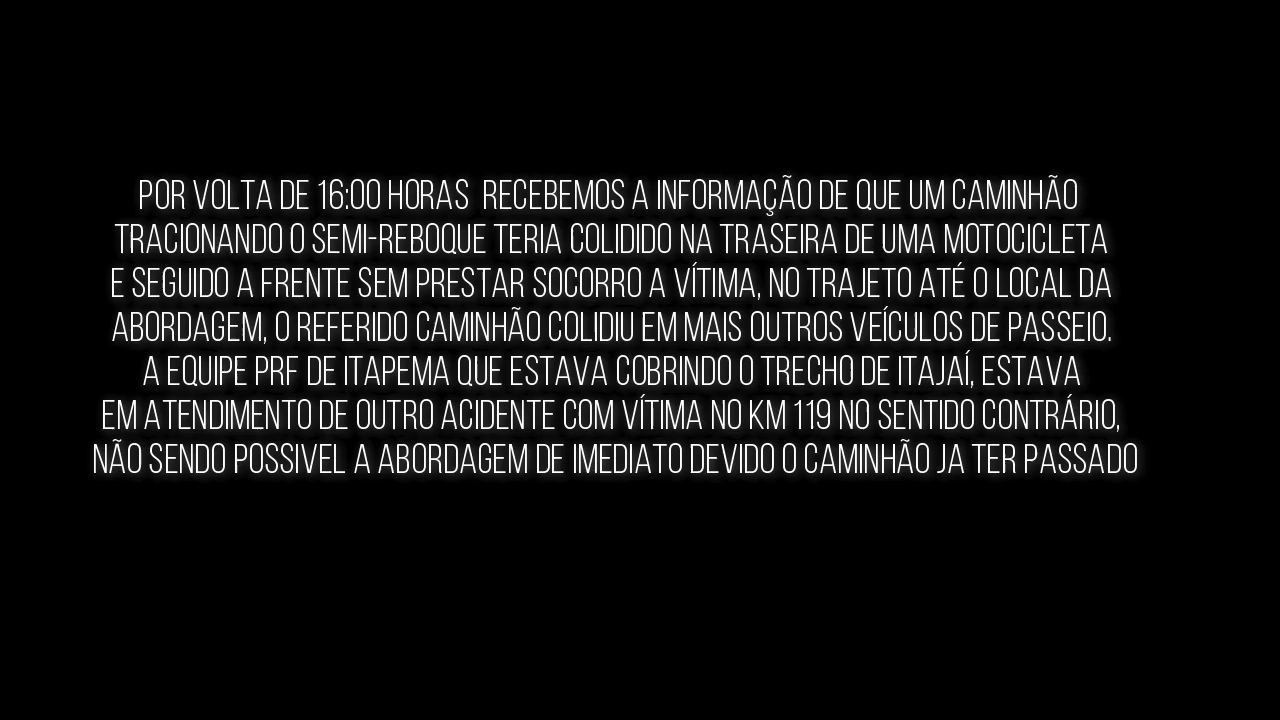 POR VOLTA DE 16:00 HORAS  RECEBEMOS A INFORMAÇÃO DE QUE UM CAMINHÃO
TRACIONANDO O SEMI-REBOQUE TERIA COLIDIDO NA TRASEIRA DE UMA MOTOCICLETA
E SEGUIDO A FRENTE SEM PRESTAR SOCORRO A VÍTIMA, NO TRAJETO ATÉ O LOCAL DA
ABORDAGEM, O REFERIDO CAMINHÃO COLIDIU EM MAIS OUTROS VEÍCULOS DE PASSEIO.
A EQUIPE PRF DE ITAPEMA QUE ESTAVA COBRINDO O TRECHO DE ITAJAÍ, ESTAVA
EM ATENDIMENTO DE OUTRO ACIDENTE COM VÍTIMA NO KM 119 NO SENTIDO CONTRÁRIO,
NÃO SENDO POSSIVEL A ABORDAGEM DE IMEDIATO DEVIDO O CAMINHÃO JA TER PASSADO